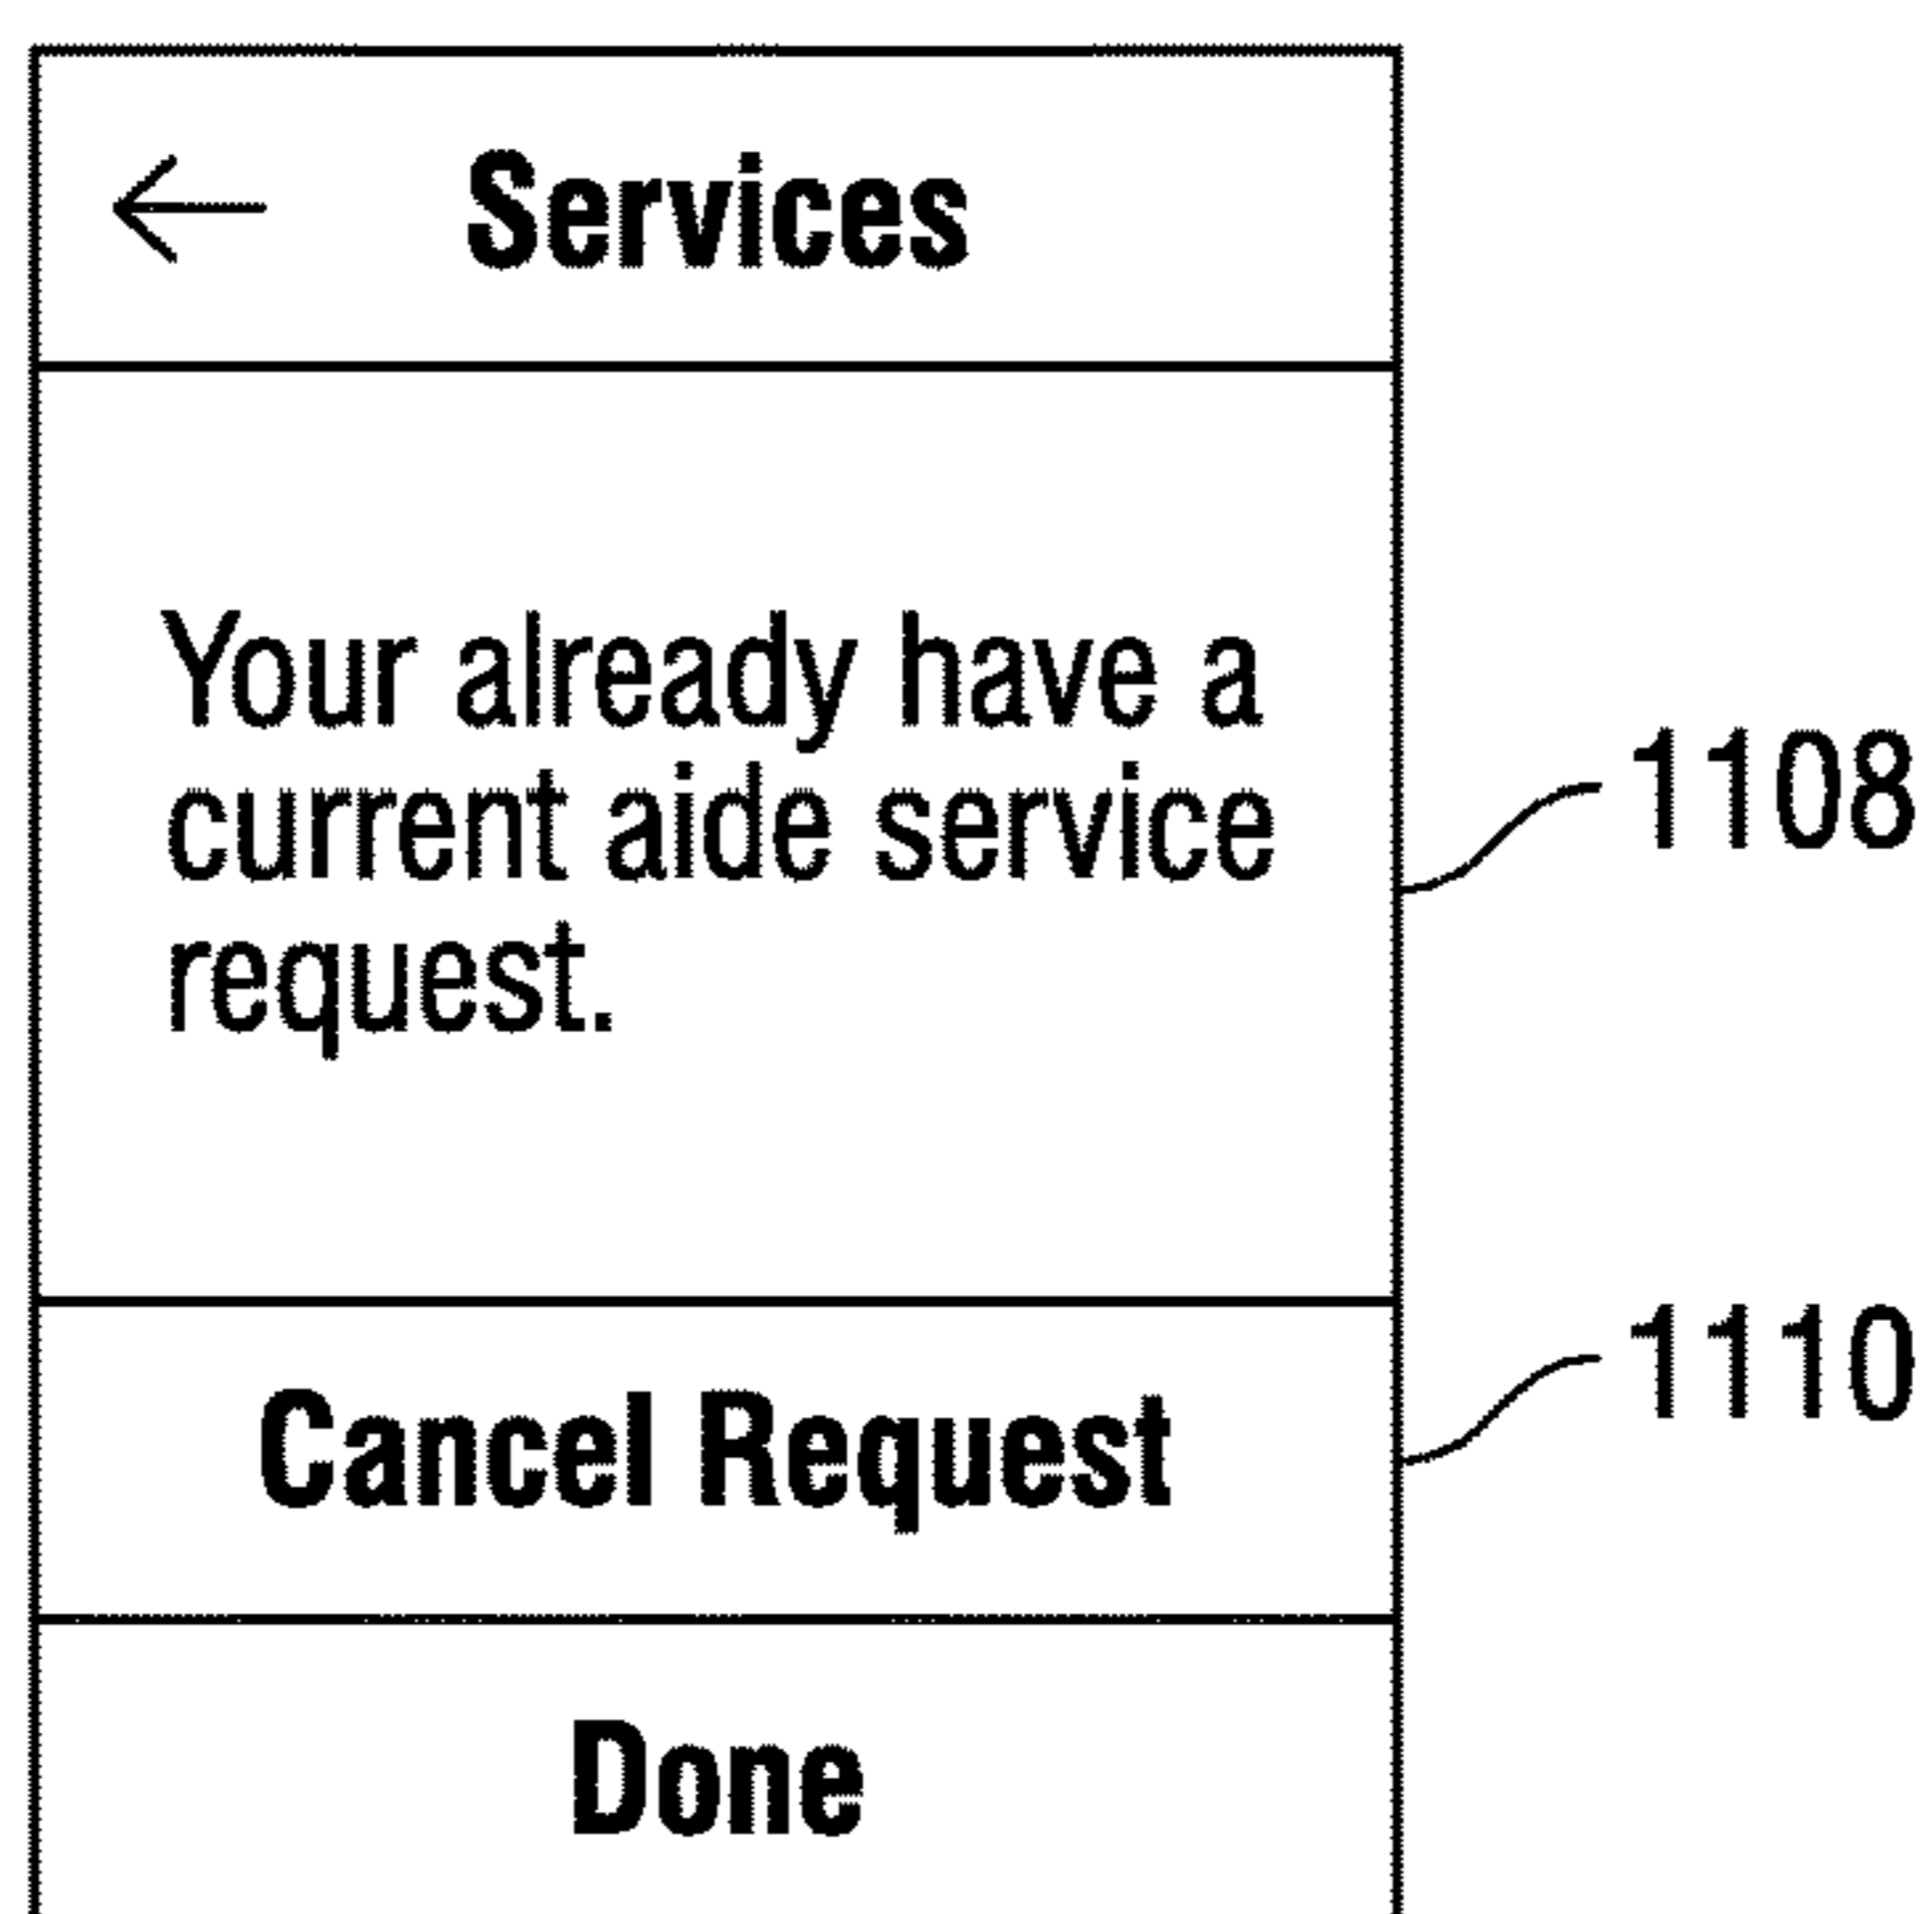 Services
Your already have a
current aide service
request.
1108
Cancel Request
1110
Done